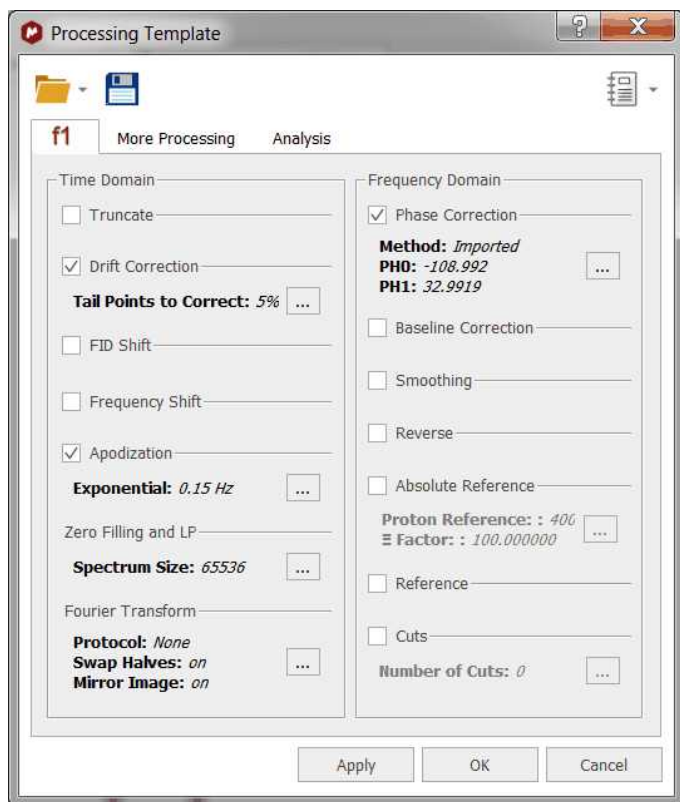 Processing Template
f1
More Processing
Analysis
Time Domain
Truncate
Drift Correction
Tail Points to Correct: 5%
...
FID Shift
Frequency Shift
Apodization
Exponential: 0.15 Hz
...
Zero Filling and LP
Spectrum Size: 65536
...
Fourier Transform
Protocol: None
Swap Halves: on
...
Mirror Image: on
Frequency Domain
Phase Correction
Method: Imported
PH0: -108.992
...
PH1: 32.9919
Baseline Correction
Smoothing
Reverse
Absolute Reference
Proton Reference: : 400
Ξ Factor: : 100.000000
...
Reference
Cuts
Number of Cuts: 0
...
Apply
OK
Cancel